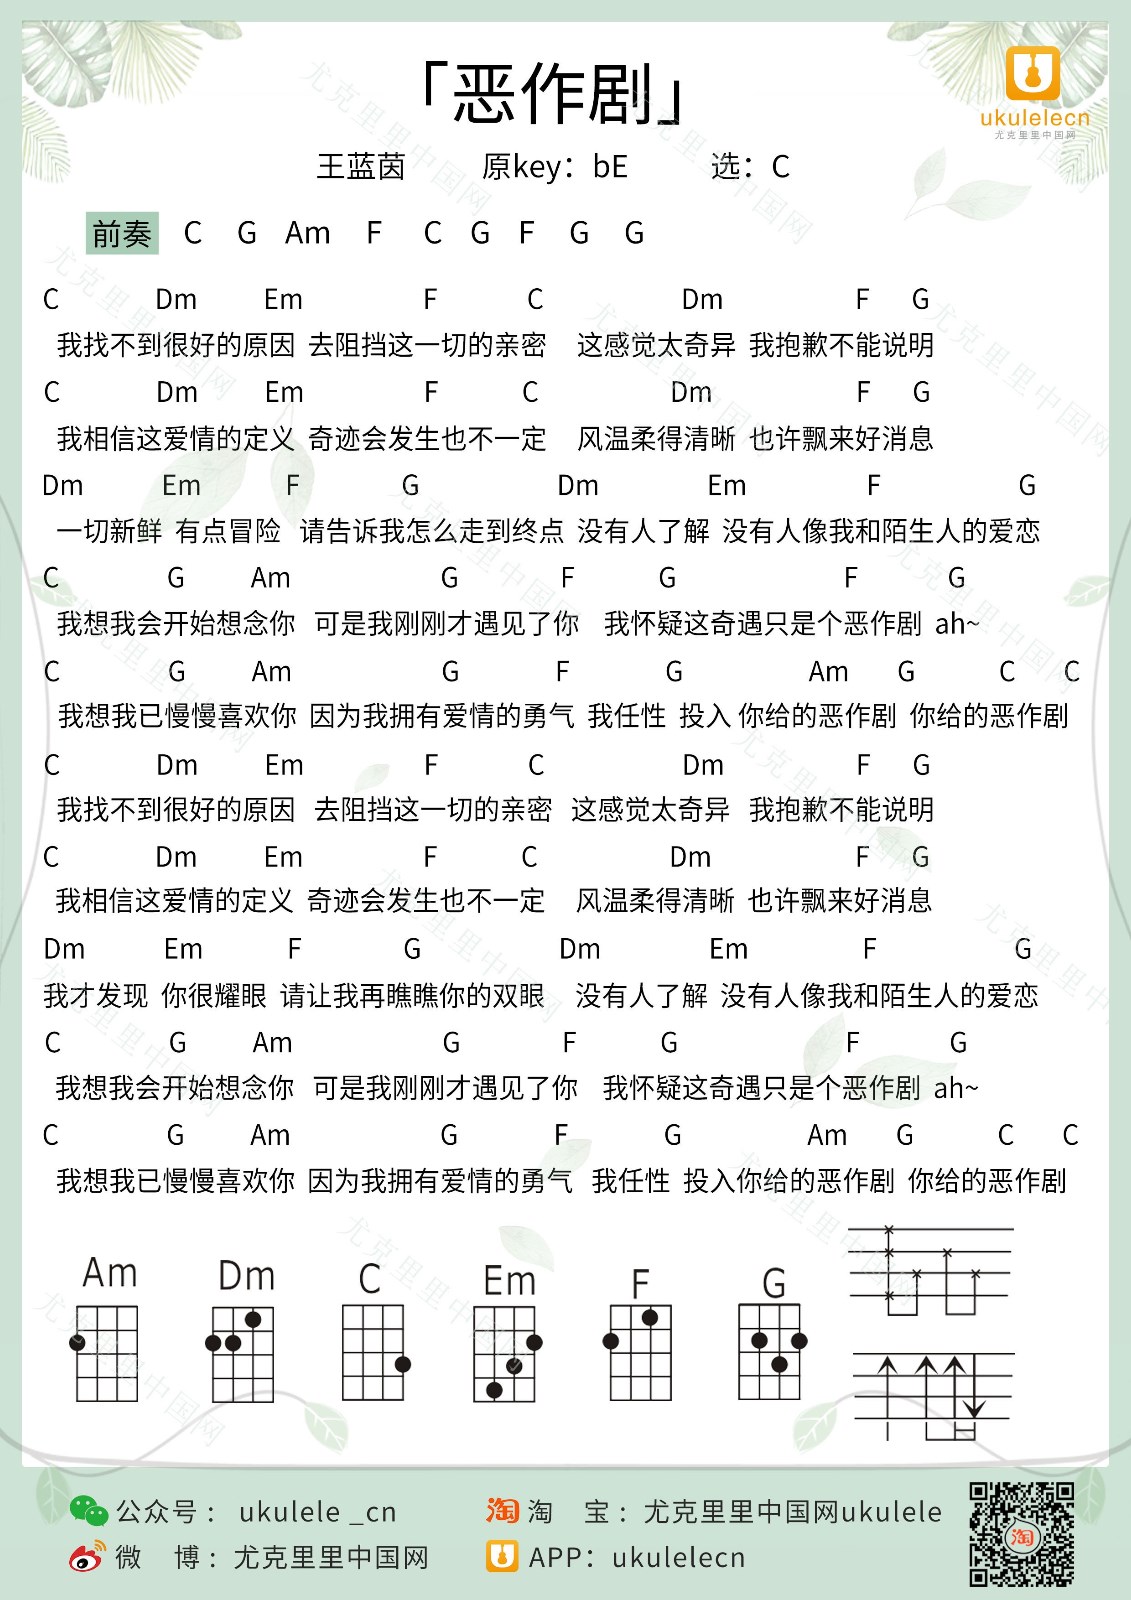 「恶作剧」
ukulelecn
尤克里里中国网
王蓝茵 原key：bE 选：C
前奏 C G Am F C G F G G
C Dm Em F C Dm F G
我找不到很好的原因 去阻挡这一切的亲密 这感觉太奇异 我抱歉不能说明
C Dm Em F C Dm F G
我相信这爱情的定义 奇迹会发生也不一定 风温柔得清晰 也许飘来好消息
Dm Em F G Dm Em F G
一切新鲜 有点冒险 请告诉我怎么走到终点 没有人了解 没有人像我和陌生人的爱恋
C G Am G F G F G
我想我会开始想念你 可是我刚刚才遇见了你 我怀疑这奇遇只是个恶作剧 ah~
C G Am G F G Am G C C
我想我已慢慢喜欢你 因为我拥有爱情的勇气 我任性 投入 你给的恶作剧 你给的恶作剧
C Dm Em F C Dm F G
我找不到很好的原因 去阻挡这一切的亲密 这感觉太奇异 我抱歉不能说明
C Dm Em F C Dm F G
我相信这爱情的定义 奇迹会发生也不一定 风温柔得清晰 也许飘来好消息
Dm Em F G Dm Em F G
我才发现 你很耀眼 请让我再瞧瞧你的双眼 没有人了解 没有人像我和陌生人的爱恋
C G Am G F G F G
我想我会开始想念你 可是我刚刚才遇见了你 我怀疑这奇遇只是个恶作剧 ah~
C G Am G F G Am G C C
我想我已慢慢喜欢你 因为我拥有爱情的勇气 我任性 投入你给的恶作剧 你给的恶作剧
Am Dm C Em F G
公众号： ukulele _cn 淘 淘 宝：尤克里里中国网ukulele
微 博：尤克里里中国网 APP：ukulelecn
淘